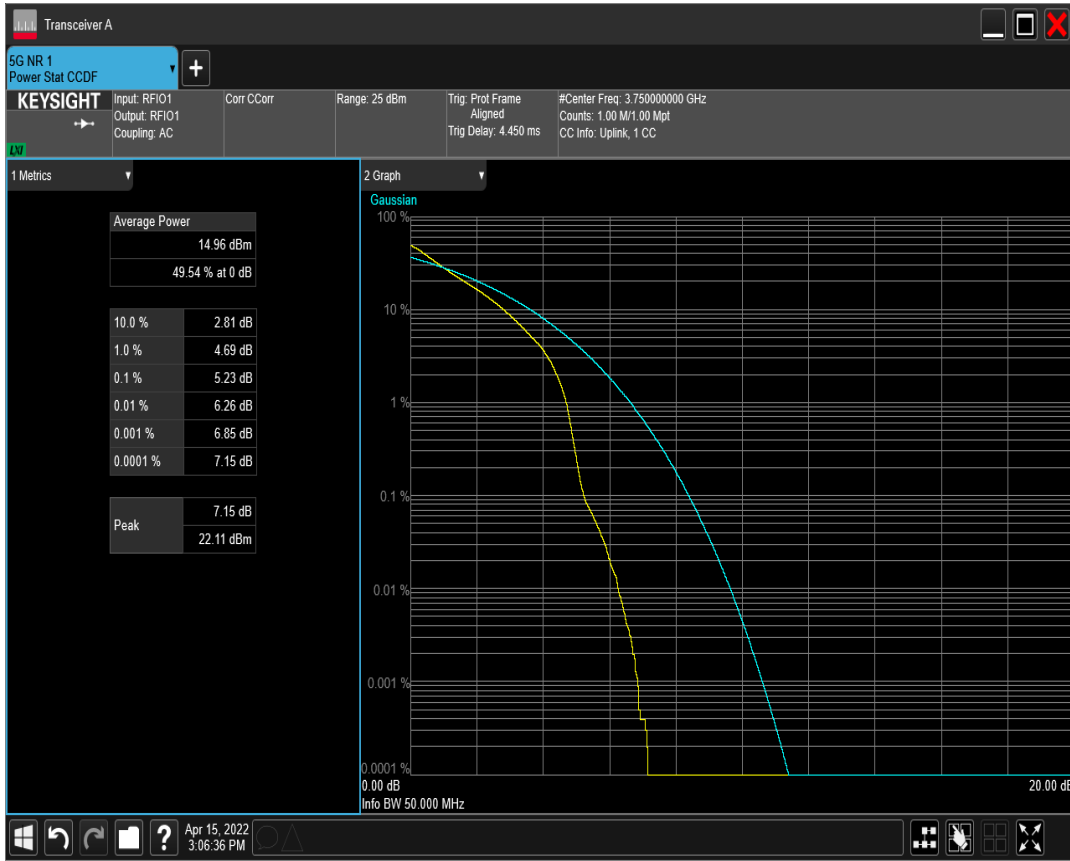 Transceiver A
5G NR 1
Power Stat CCDF
KEYSIGHT
LXI
Input: RFIO1
Output: RFIO1
Coupling: AC
Corr CCorr
Range: 25 dBm
Trig: Prot Frame
Aligned
Trig Delay: 4.450 ms
#Center Freq: 3.750000000 GHz
Counts: 1.00 M/1.00 Mpt
CC Info: Uplink, 1 CC
1 Metrics
Average Power
14.96 dBm
49.54 % at 0 dB
10.0 % 2.81 dB
1.0 % 4.69 dB
0.1 % 5.23 dB
0.01 % 6.26 dB
0.001 % 6.85 dB
0.0001 % 7.15 dB
Peak
7.15 dB
22.11 dBm
2 Graph
Gaussian
100 %
10 %
1 %
0.1 %
0.01 %
0.001 %
0.0001 %
0.00 dB 20.00 dB
Info BW 50.000 MHz
Apr 15, 2022
3:06:36 PM